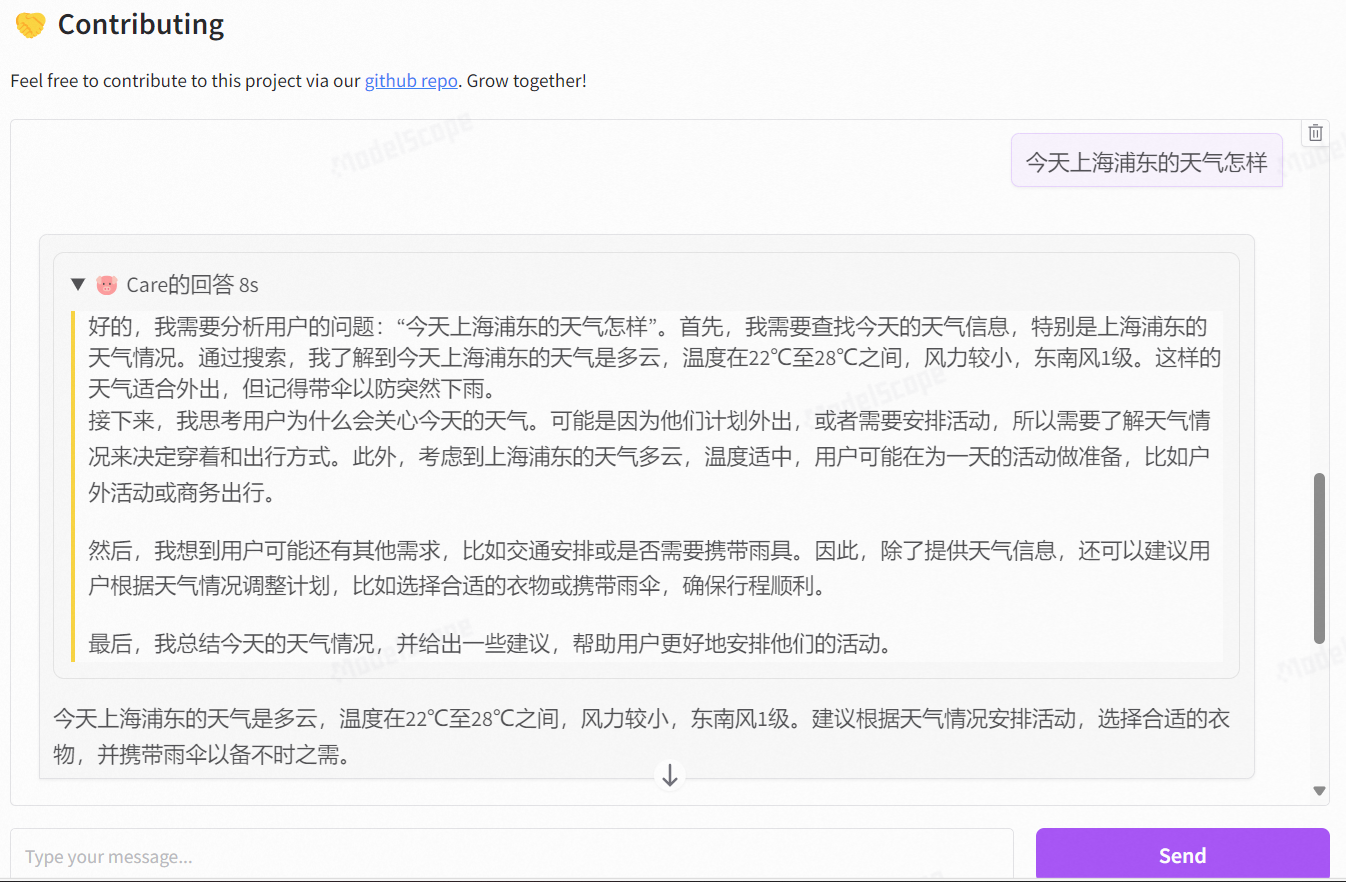 🤝 Contributing
Feel free to contribute to this project via our github repo. Grow together!
今天上海浦东的天气怎样
▼ 🐷 Care的回答 8s
好的，我需要分析用户的问题：“今天上海浦东的天气怎样”。首先，我需要查找今天的天气信息，特别是上海浦东的
天气情况。通过搜索，我了解到今天上海浦东的天气是多云，温度在22℃至28℃之间，风力较小，东南风1级。这样的
天气适合外出，但记得带伞以防突然下雨。
接下来，我思考用户为什么会关心今天的天气。可能是因为他们计划外出，或者需要安排活动，所以需要了解天气情
况来决定穿着和出行方式。此外，考虑到上海浦东的天气多云，温度适中，用户可能在为一天的活动做准备，比如户
外活动或商务出行。
然后，我想到用户可能还有其他需求，比如交通安排或是否需要携带雨具。因此，除了提供天气信息，还可以建议用
户根据天气情况调整计划，比如选择合适的衣物或携带雨伞，确保行程顺利。
最后，我总结今天的天气情况，并给出一些建议，帮助用户更好地安排他们的活动。
今天上海浦东的天气是多云，温度在22℃至28℃之间，风力较小，东南风1级。建议根据天气情况安排活动，选择合适的衣
物，并携带雨伞以备不时之需。
Type your message...
Send
ModelScope
ModelScope
ModelScope